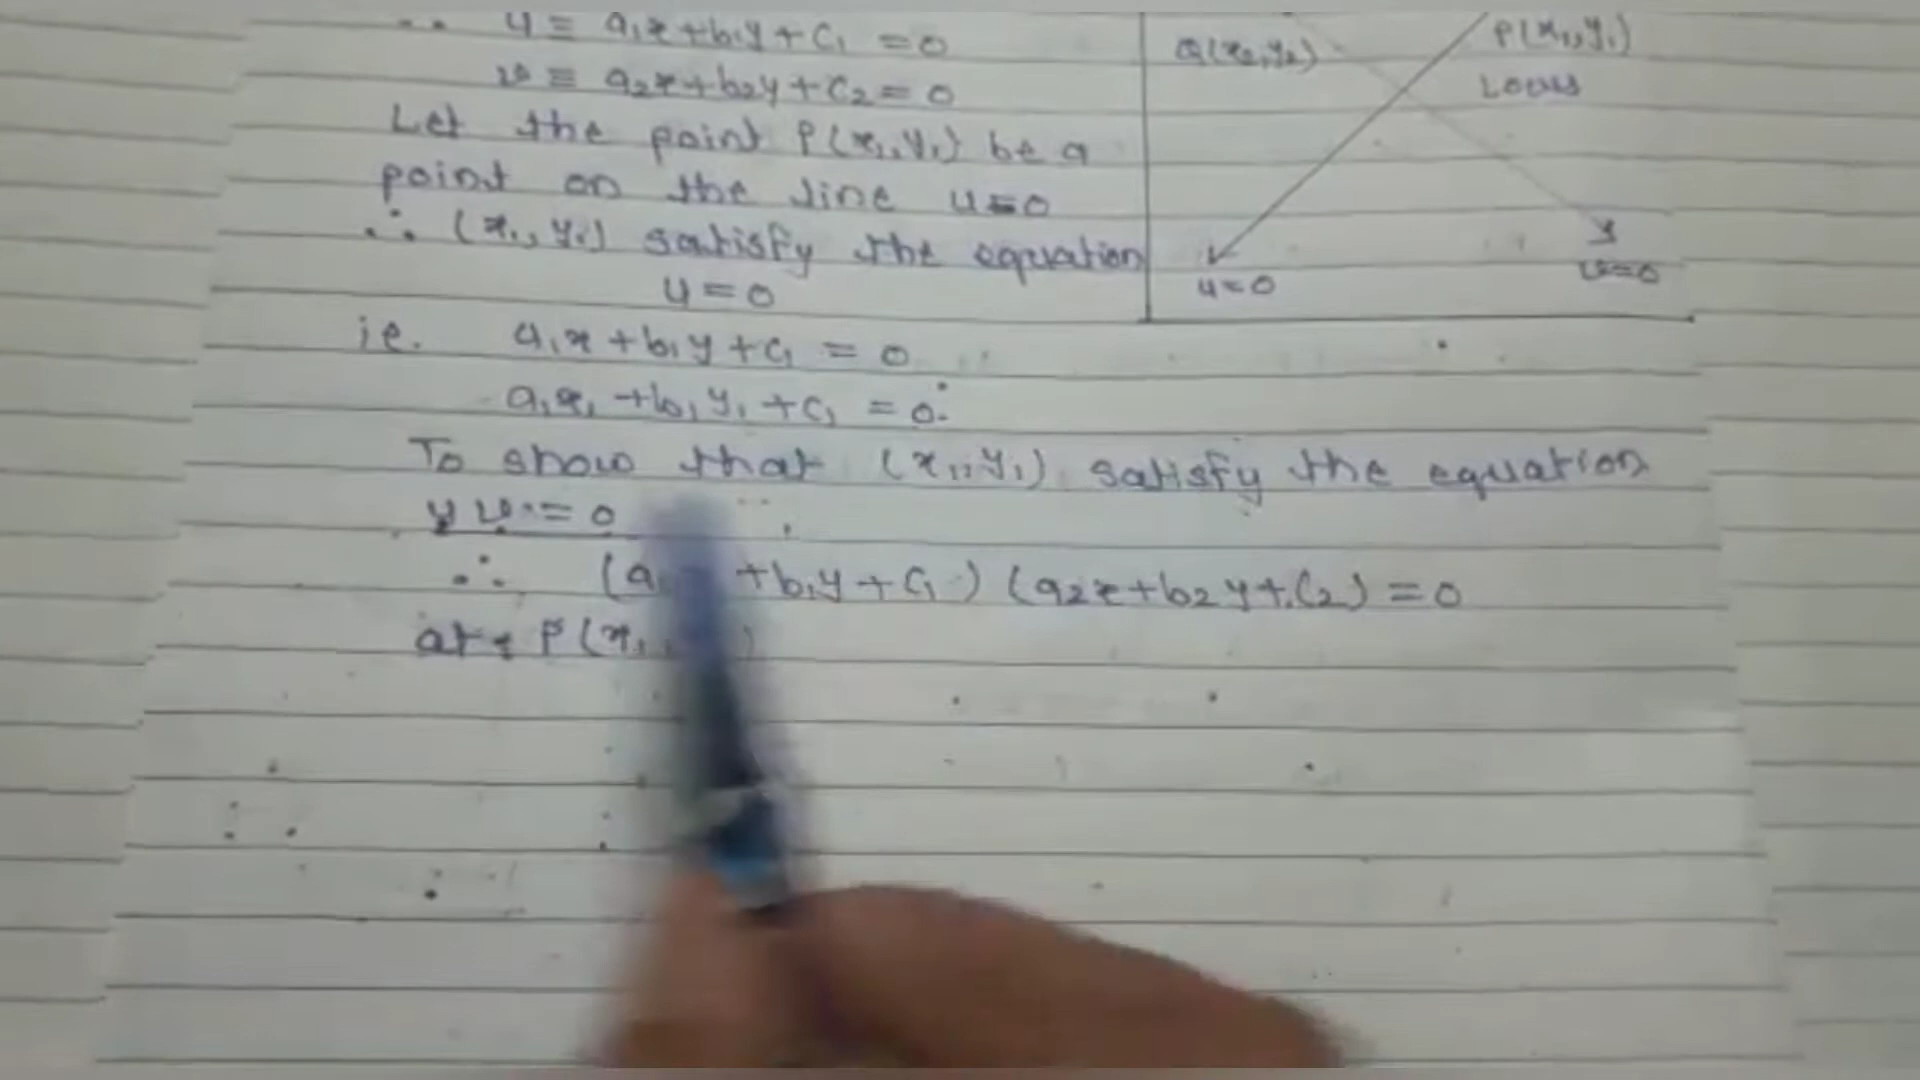 ∴ u ≡ a₁x + b₁y + c₁ = 0
v ≡ a₂x + b₂y + c₂ = 0
Let the point P(x₁, y₁) be a
point on the line u = 0
∴ (x₁, y₁) satisfy the equation
u = 0
ie. a₁x + b₁y + c₁ = 0
a₁x₁ + b₁y₁ + c₁ = 0.
To show that (x₁, y₁) satisfy the equation
u v = 0
∴ (a₁ + b₁y + c₁) (a₂x + b₂y + c₂) = 0
at P(x₁, )
Q(x₂, y₂)
P(x₁, y₁)
Locus
u = 0
v = 0